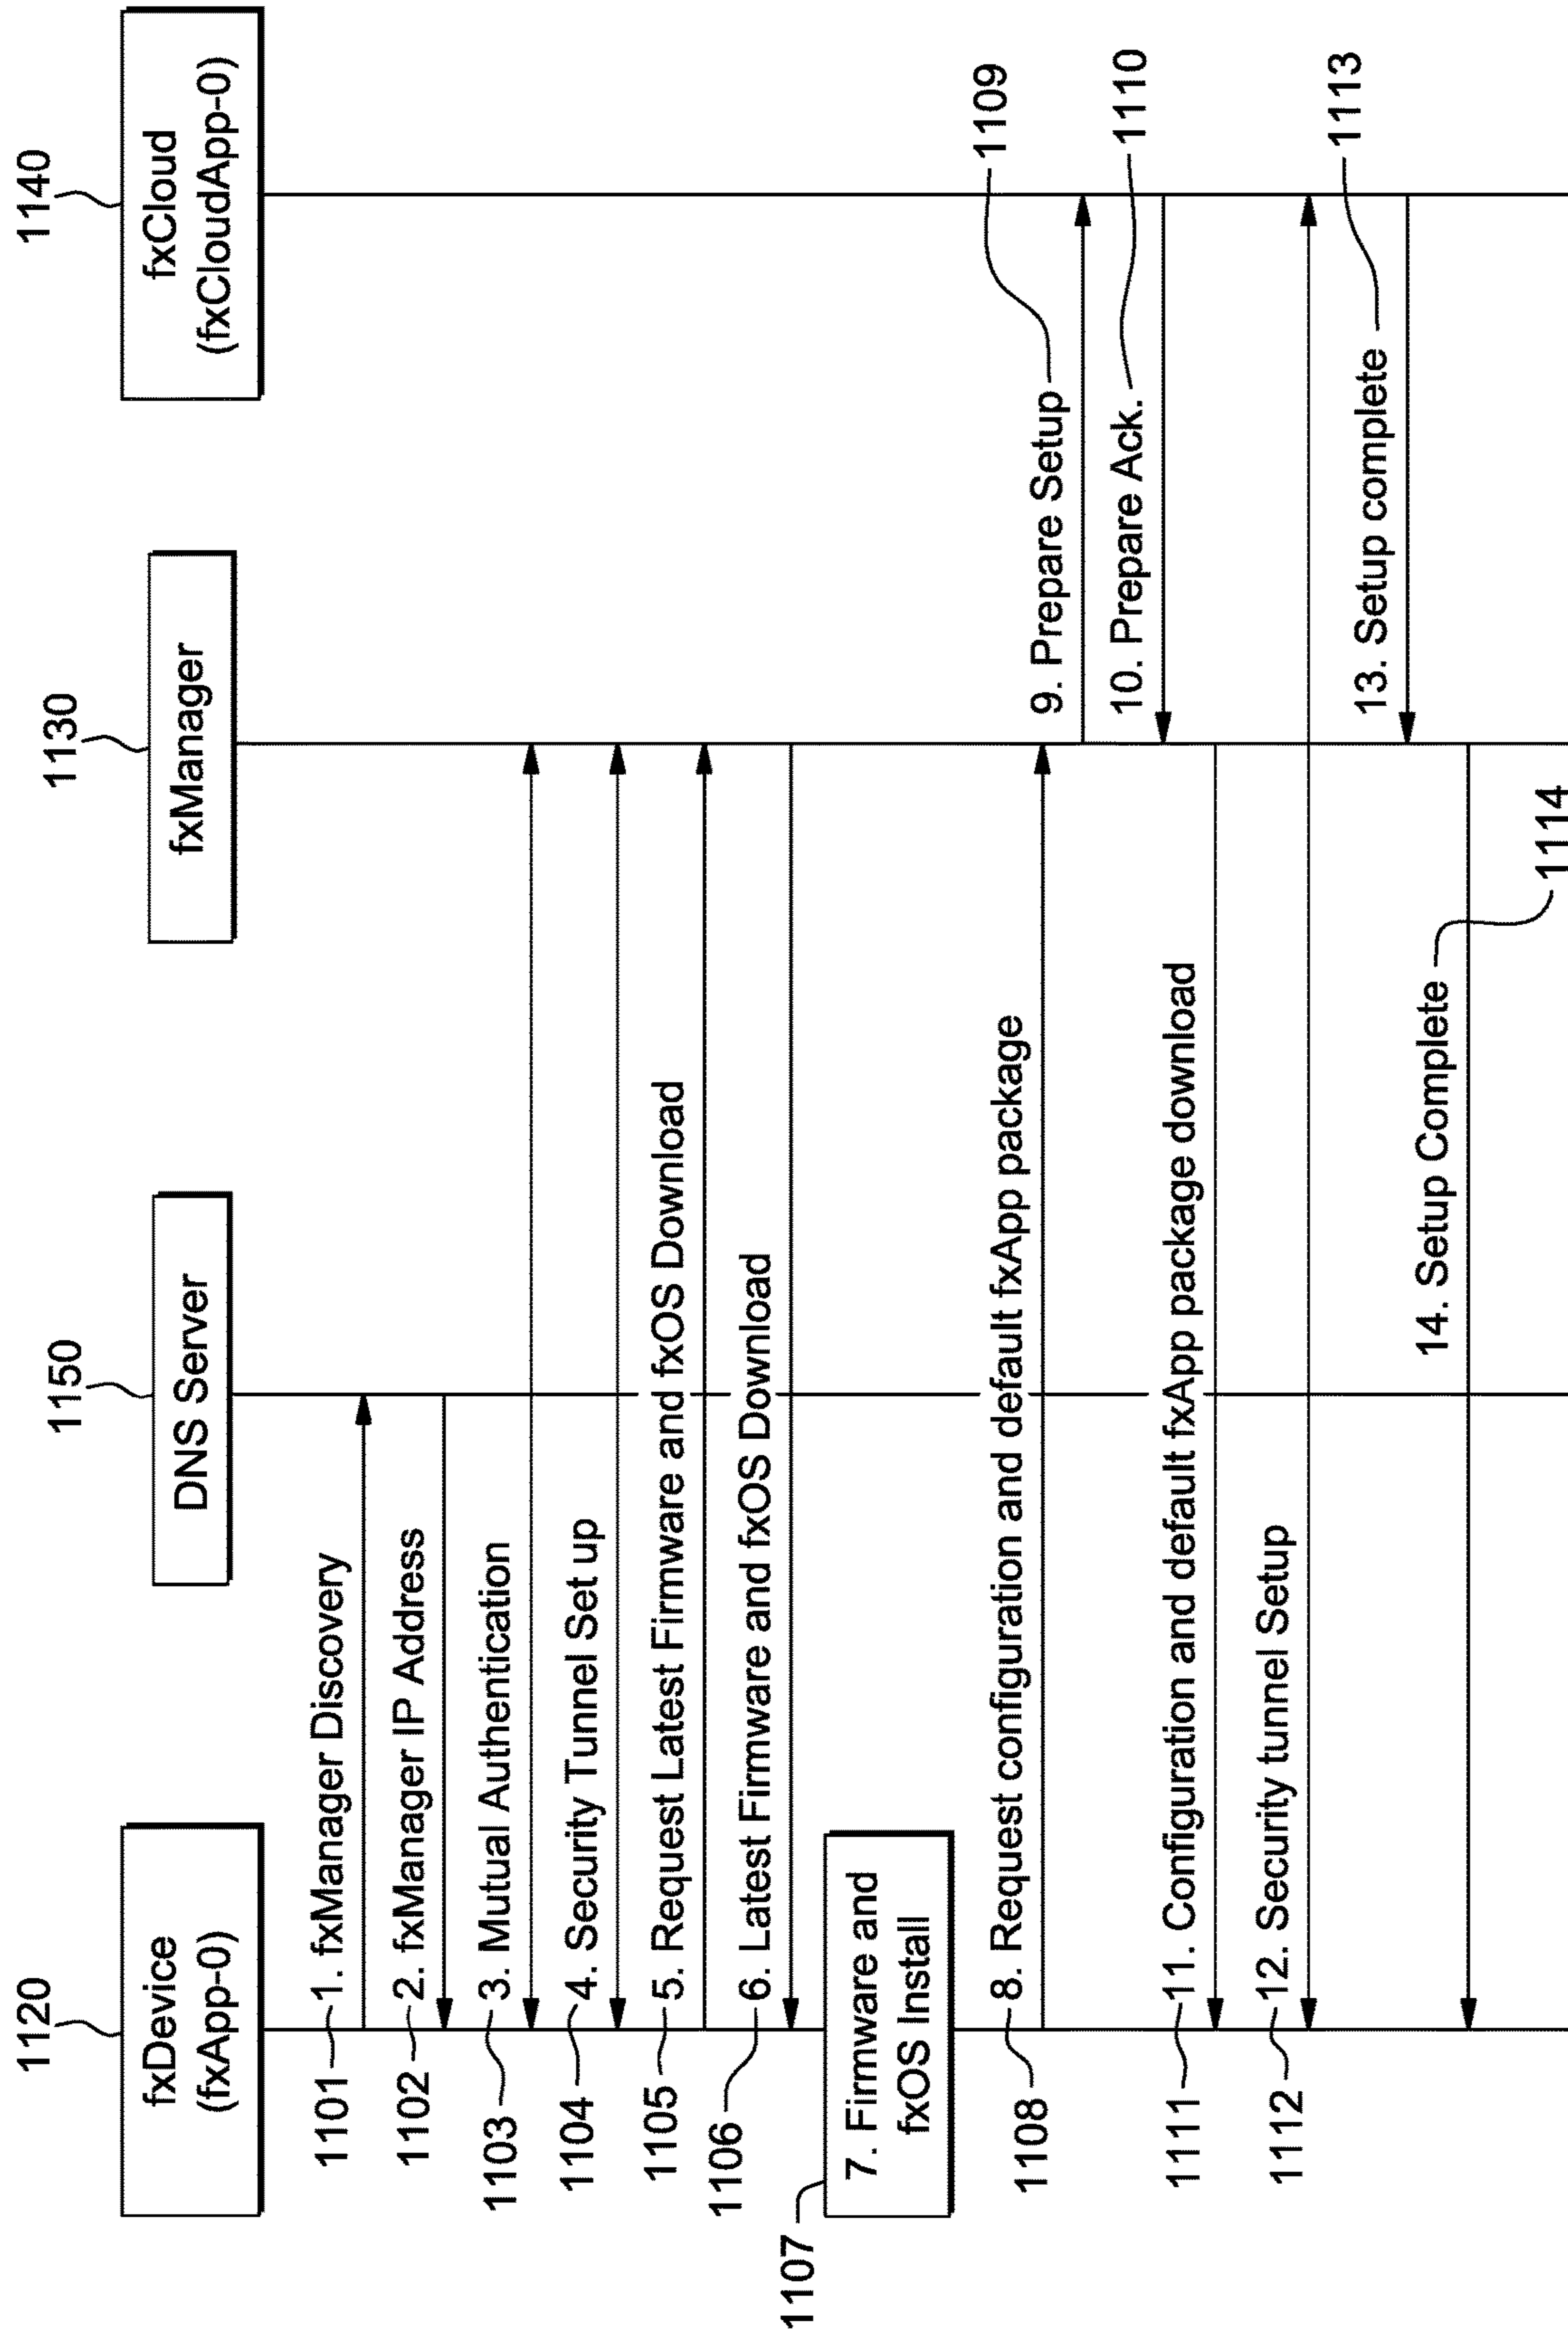 1120
fxDevice
(fxApp-0)
1150
DNS Server
1130
fxManager
1140
fxCloud
(fxCloudApp-0)
1101
1. fxManager Discovery
1102
2. fxManager IP Address
1103
3. Mutual Authentication
1104
4. Security Tunnel Set up
1105
5. Request Latest Firmware and fxOS Download
1106
6. Latest Firmware and fxOS Download
1107
7. Firmware and
fxOS Install
1108
8. Request configuration and default fxApp package
9. Prepare Setup
1109
10. Prepare Ack.
1110
1111
11. Configuration and default fxApp package download
1112
12. Security tunnel Setup
13. Setup complete
1113
14. Setup Complete
1114